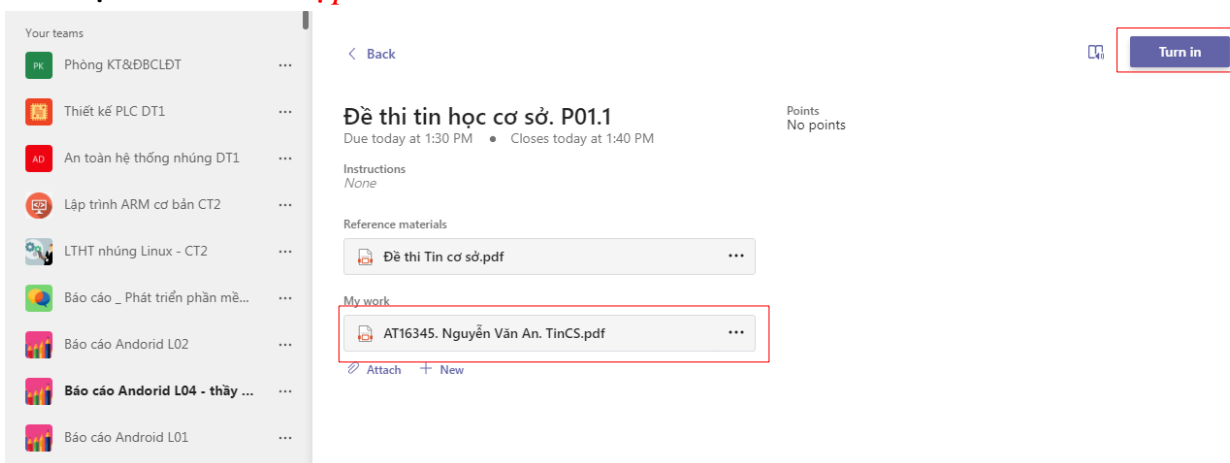 Your teams
PK Phòng KT&ĐBCLĐT ...
Thiết kế PLC DT1 ...
AD An toàn hệ thống nhúng DT1 ...
Lập trình ARM cơ bản CT2 ...
LTHT nhúng Linux - CT2 ...
Báo cáo _ Phát triển phần mề... ...
Báo cáo Andorid L02 ...
Báo cáo Andorid L04 - thầy ... ...
Báo cáo Android L01 ...
< Back
Turn in
Đề thi tin học cơ sở. P01.1
Due today at 1:30 PM • Closes today at 1:40 PM
Points
No points
Instructions
None
Reference materials
Đề thi Tin cơ sở.pdf ...
My work
AT16345. Nguyễn Văn An. TinCS.pdf ...
Attach + New